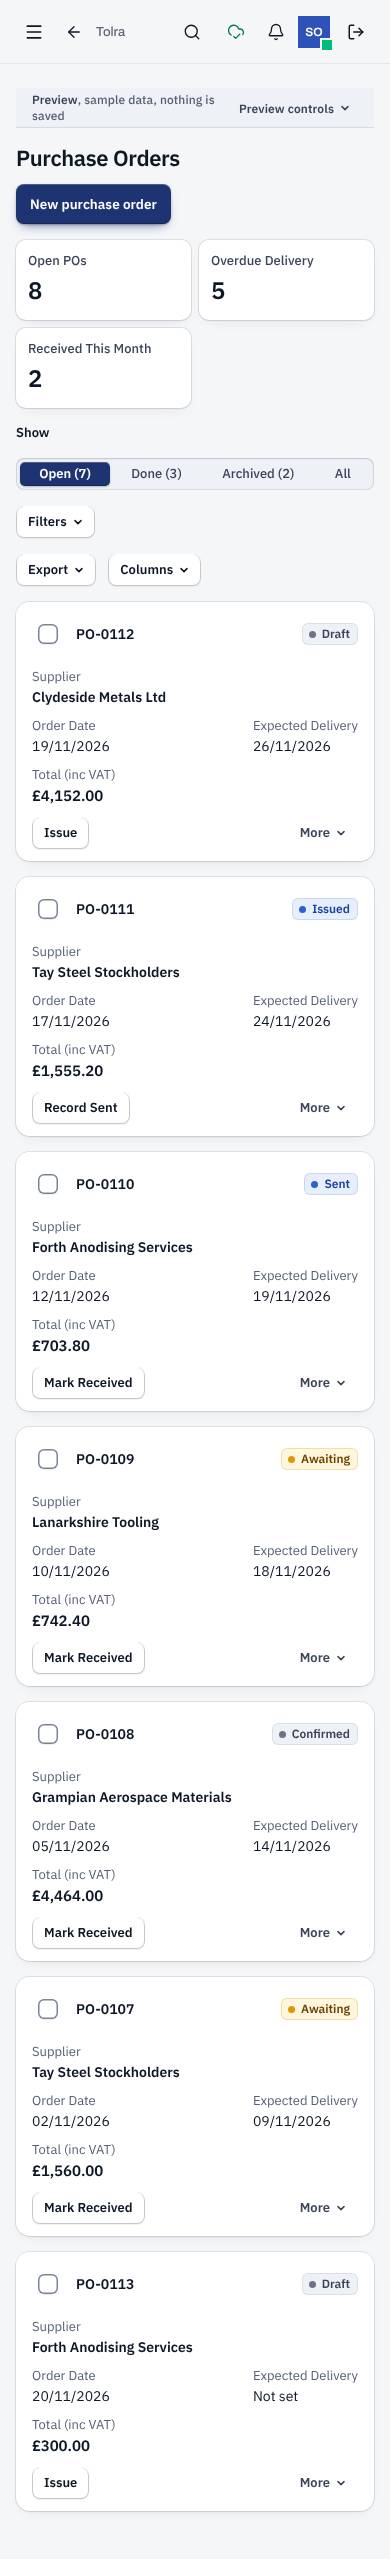 Tolra
SO
Preview, sample data, nothing is
saved
Preview controls
Purchase Orders
New purchase order
Open POs
8
Overdue Delivery
5
Received This Month
2
Show
Open (7)
Done (3)
Archived (2)
All
Filters
Export
Columns
PO-0112
Draft
Supplier
Clydeside Metals Ltd
Order Date
Expected Delivery
19/11/2026
26/11/2026
Total (inc VAT)
£4,152.00
Issue
More
PO-0111
Issued
Supplier
Tay Steel Stockholders
Order Date
Expected Delivery
17/11/2026
24/11/2026
Total (inc VAT)
£1,555.20
Record Sent
More
PO-0110
Sent
Supplier
Forth Anodising Services
Order Date
Expected Delivery
12/11/2026
19/11/2026
Total (inc VAT)
£703.80
Mark Received
More
PO-0109
Awaiting
Supplier
Lanarkshire Tooling
Order Date
Expected Delivery
10/11/2026
18/11/2026
Total (inc VAT)
£742.40
Mark Received
More
PO-0108
Confirmed
Supplier
Grampian Aerospace Materials
Order Date
Expected Delivery
05/11/2026
14/11/2026
Total (inc VAT)
£4,464.00
Mark Received
More
PO-0107
Awaiting
Supplier
Tay Steel Stockholders
Order Date
Expected Delivery
02/11/2026
09/11/2026
Total (inc VAT)
£1,560.00
Mark Received
More
PO-0113
Draft
Supplier
Forth Anodising Services
Order Date
Expected Delivery
20/11/2026
Not set
Total (inc VAT)
£300.00
Issue
More